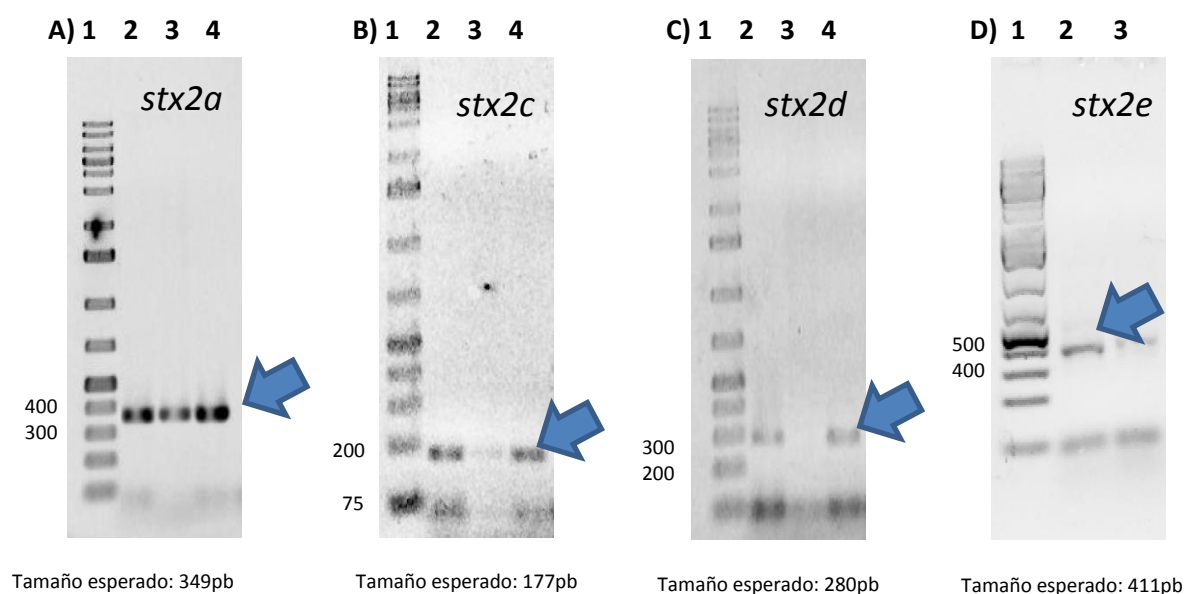 A) 1 2 3 4
stx2a
400
300
Tamaño esperado: 349pb
B) 1 2 3 4
stx2c
200
75
Tamaño esperado: 177pb
C) 1 2 3 4
stx2d
300
200
Tamaño esperado: 280pb
D) 1 2 3
stx2e
500
400
Tamaño esperado: 411pb